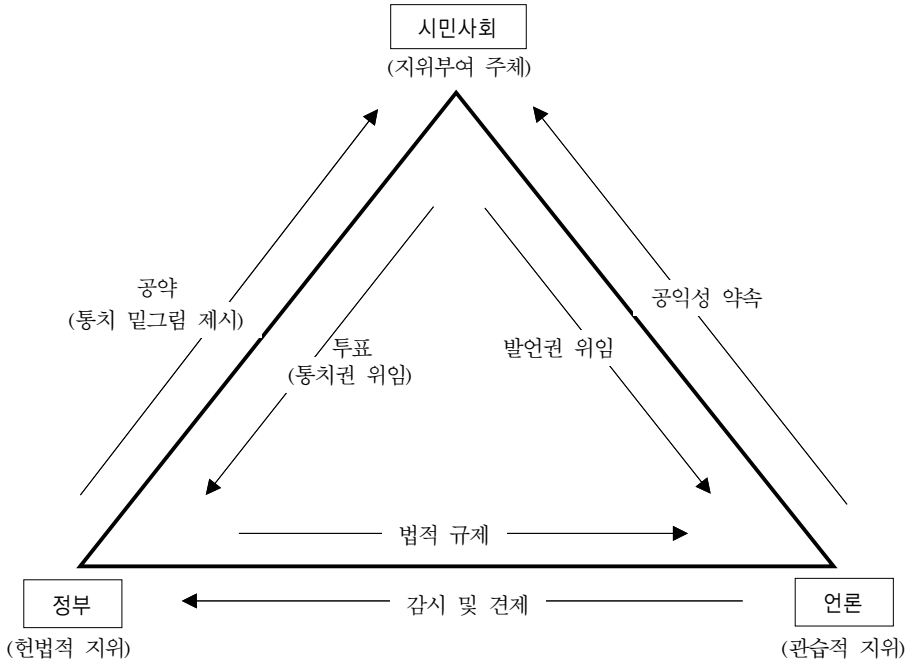 시민사회
(지위부여 주체)
공약
(통치 밑그림 제시)
투표
(통치권 위임)
발언권 위임
공익성 약속
법적 규제
감시 및 견제
정부
(헌법적 지위)
언론
(관습적 지위)